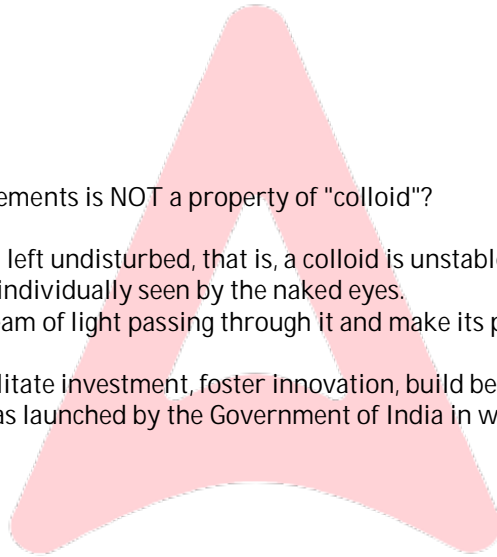 ements is NOT a property of "colloid"?
left undisturbed, that is, a colloid is unstable
individually seen by the naked eyes.
am of light passing through it and make its p
litate investment, foster innovation, build be
as launched by the Government of India in w